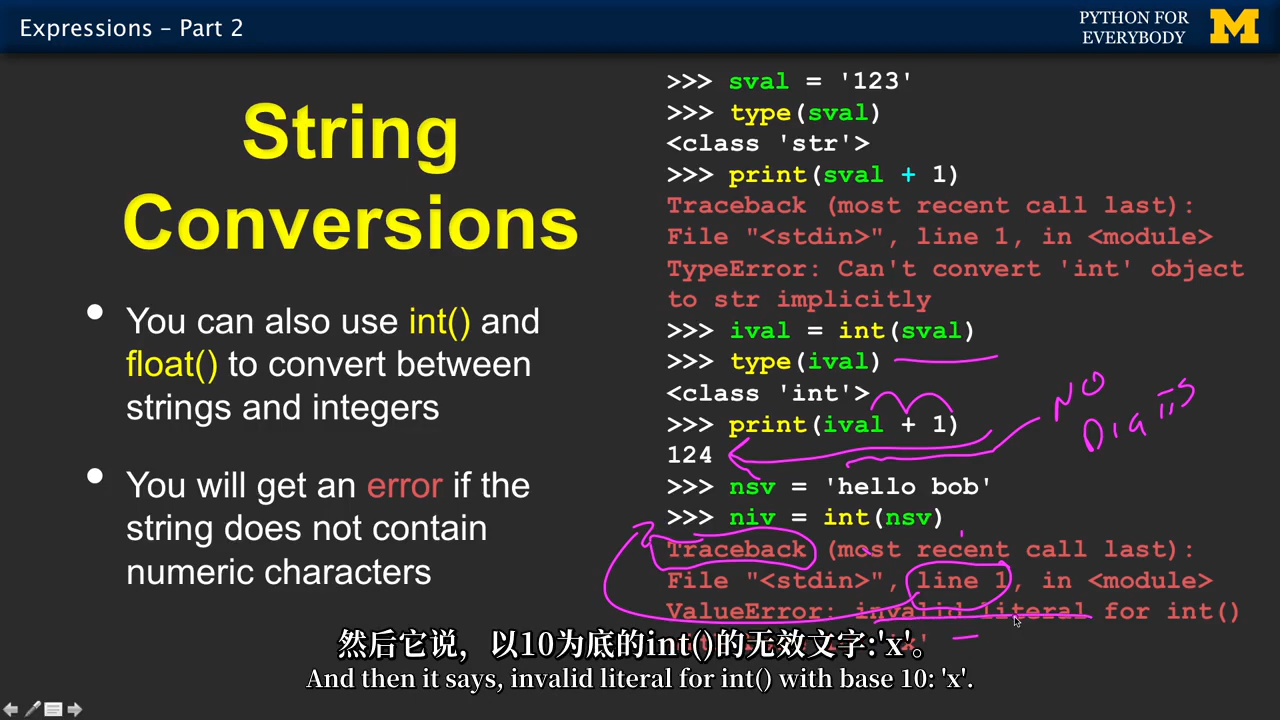 Expressions – Part 2
PYTHON FOR
EVERYBODY
M
String
Conversions
• You can also use int() and
float() to convert between
strings and integers
• You will get an error if the
string does not contain
numeric characters
>>> sval = '123'
>>> type(sval)
<class 'str'>
>>> print(sval + 1)
Traceback (most recent call last):
File "<stdin>", line 1, in <module>
TypeError: Can't convert 'int' object
to str implicitly
>>> ival = int(sval)
>>> type(ival)
<class 'int'>
>>> print(ival + 1)
124
>>> nsv = 'hello bob'
>>> niv = int(nsv)
Traceback (most recent call last):
File "<stdin>", line 1, in <module>
ValueError: invalid literal for int()
NO
DIGITS
然后它说，以10为底的int()的无效文字:'x'。
And then it says, invalid literal for int() with base 10: 'x'.